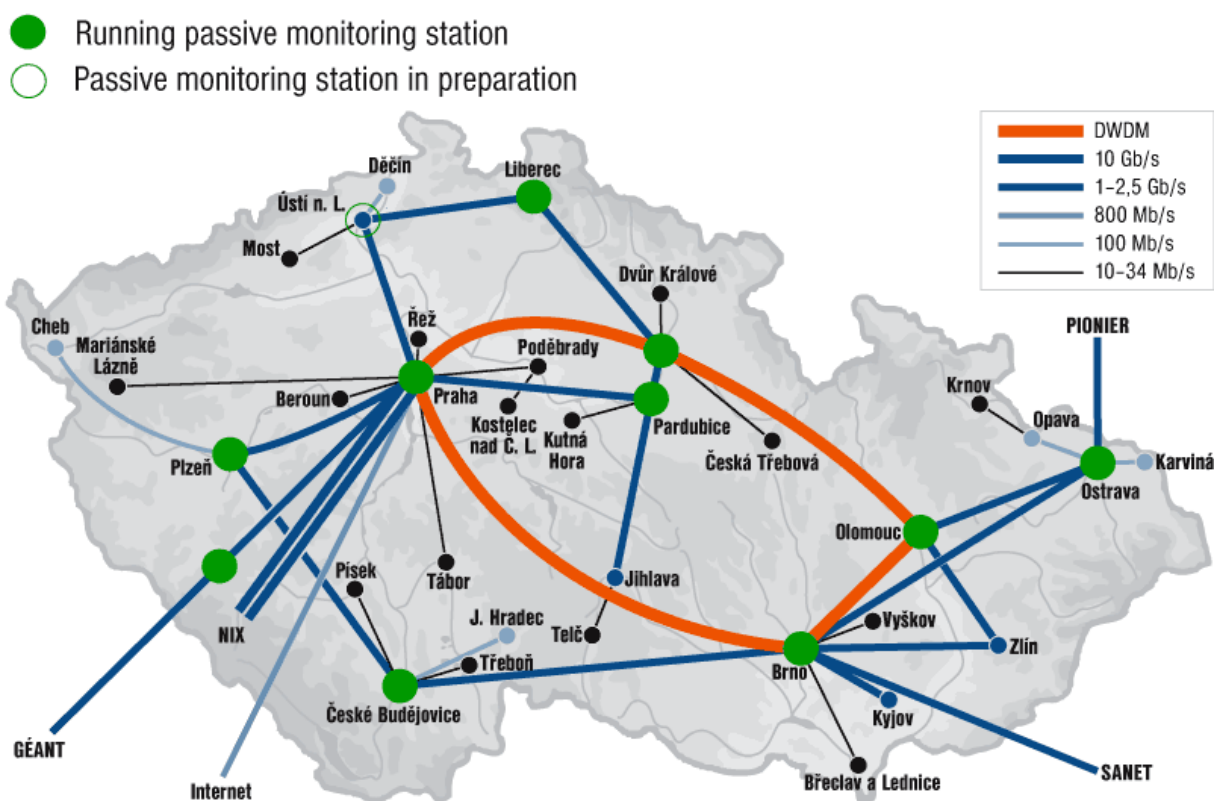 Running passive monitoring station
Passive monitoring station in preparation
DWDM
10 Gb/s
1–2,5 Gb/s
800 Mb/s
100 Mb/s
10–34 Mb/s
Děčín
Liberec
Ústí n. L.
Most
Dvůr Králové
Cheb
Mariánské
Lázně
Řež
Poděbrady
PIONIER
Beroun
Praha
Kostelec
nad Č. L.
Kutná
Hora
Pardubice
Česká Třebová
Krnov
Opava
Karviná
Ostrava
Plzeň
Olomouc
Písek
Tábor
Jihlava
NIX
J. Hradec
Telč
Vyškov
Třeboň
Zlín
Brno
České Budějovice
Kyjov
GÉANT
Internet
Břeclav a Lednice
SANET